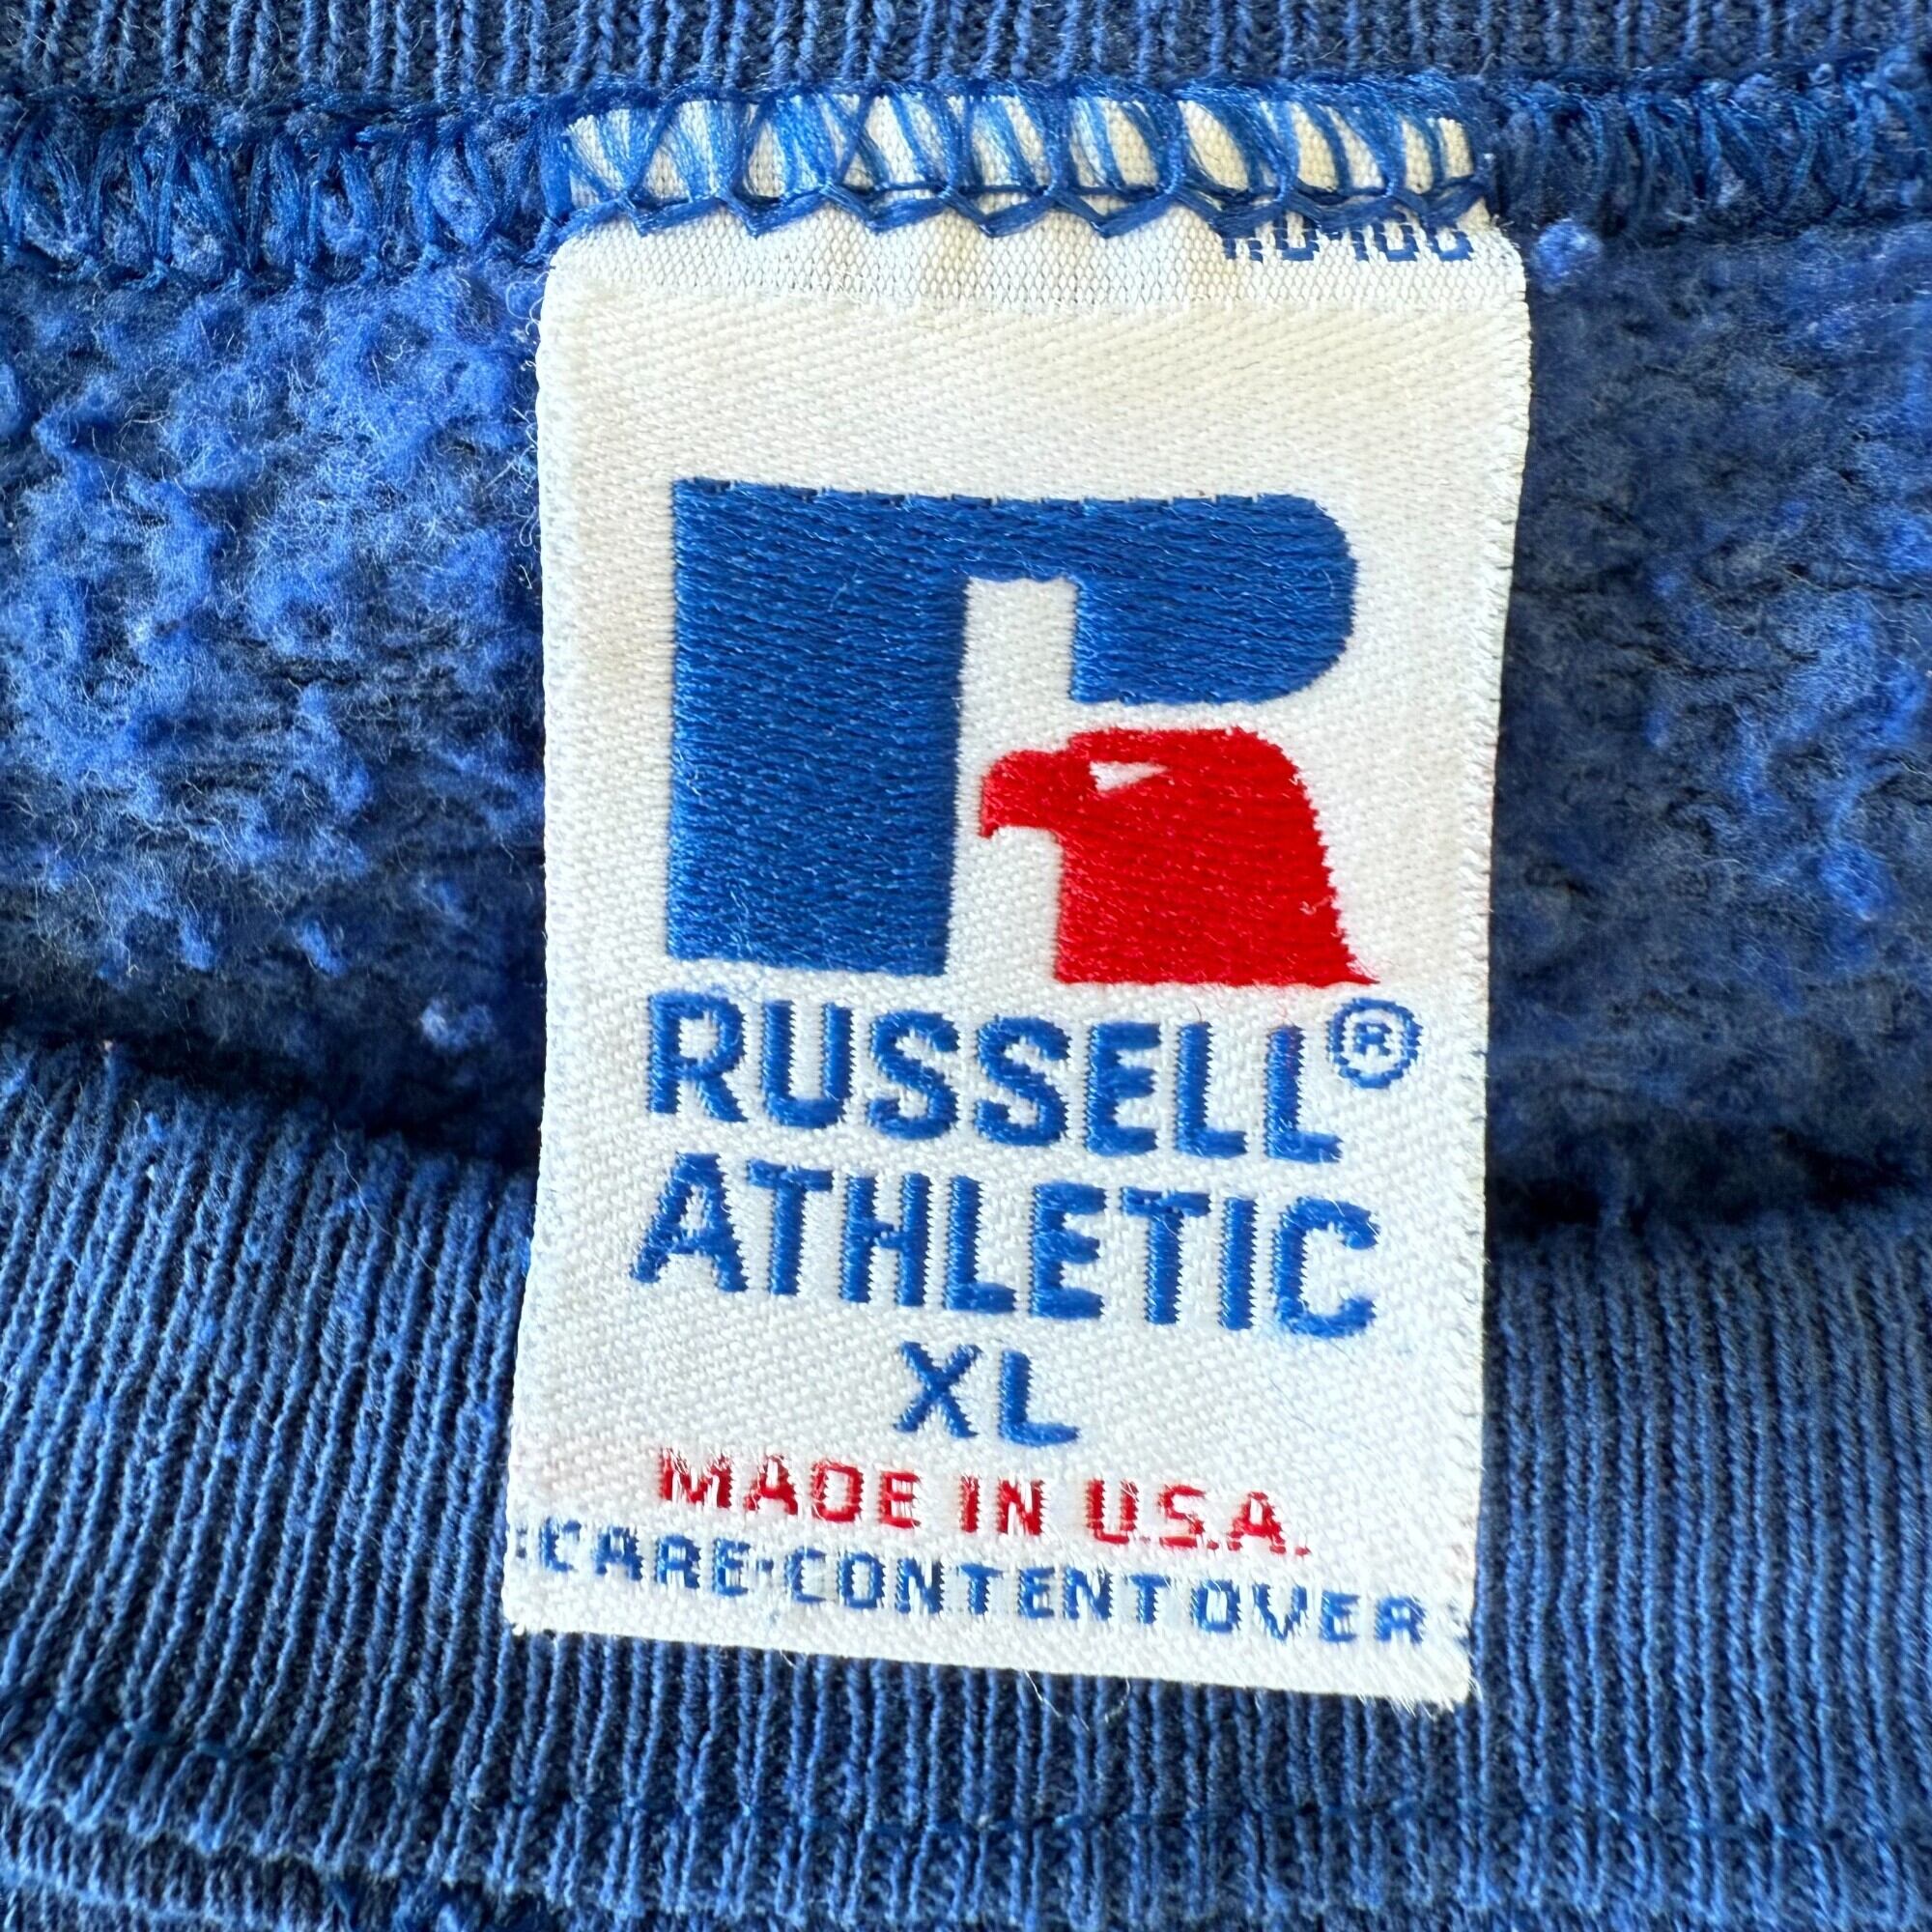 RUSSELL®
ATHLETIC
XL
MADE IN U.S.A.
CARE·CONTENT OVER